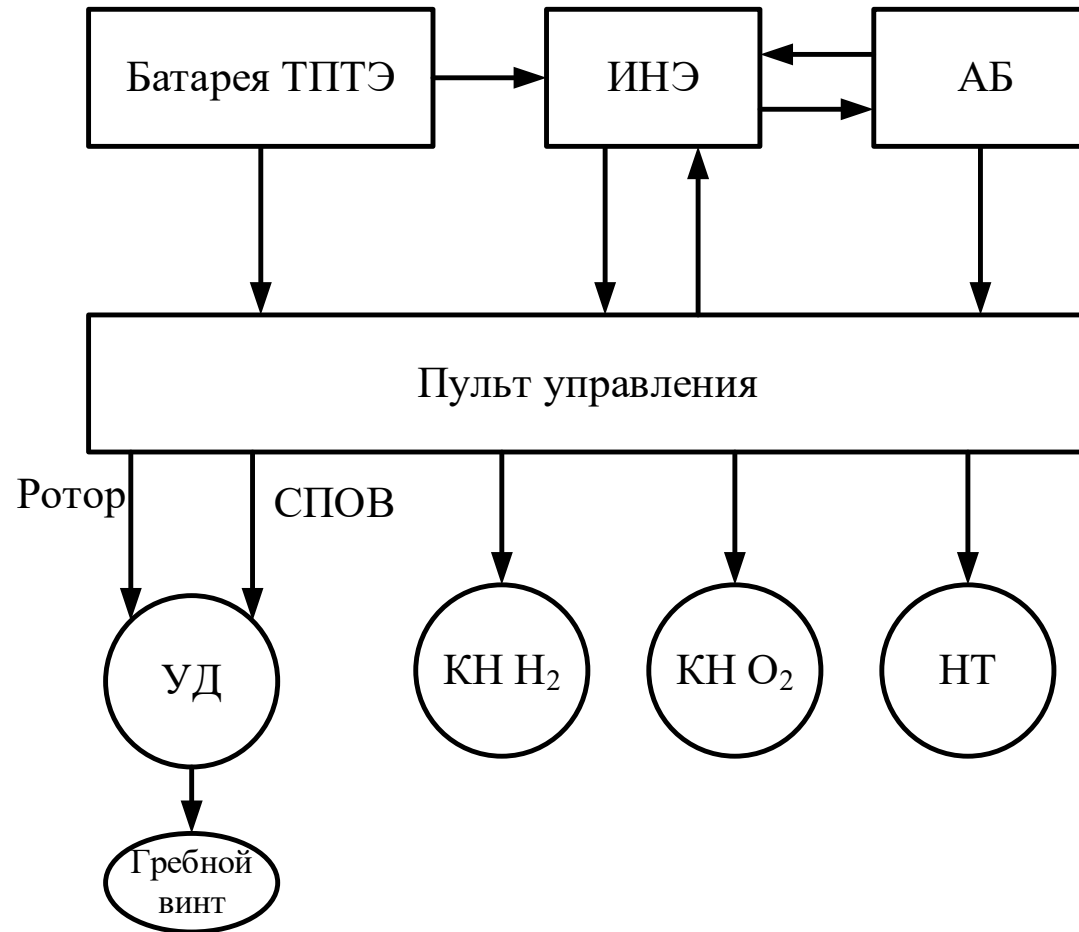 Батарея ТПТЭ
ИНЭ
АБ
Пульт управления
Ротор
СПОВ
УД
КН H₂
КН O₂
НТ
Гребной
винт